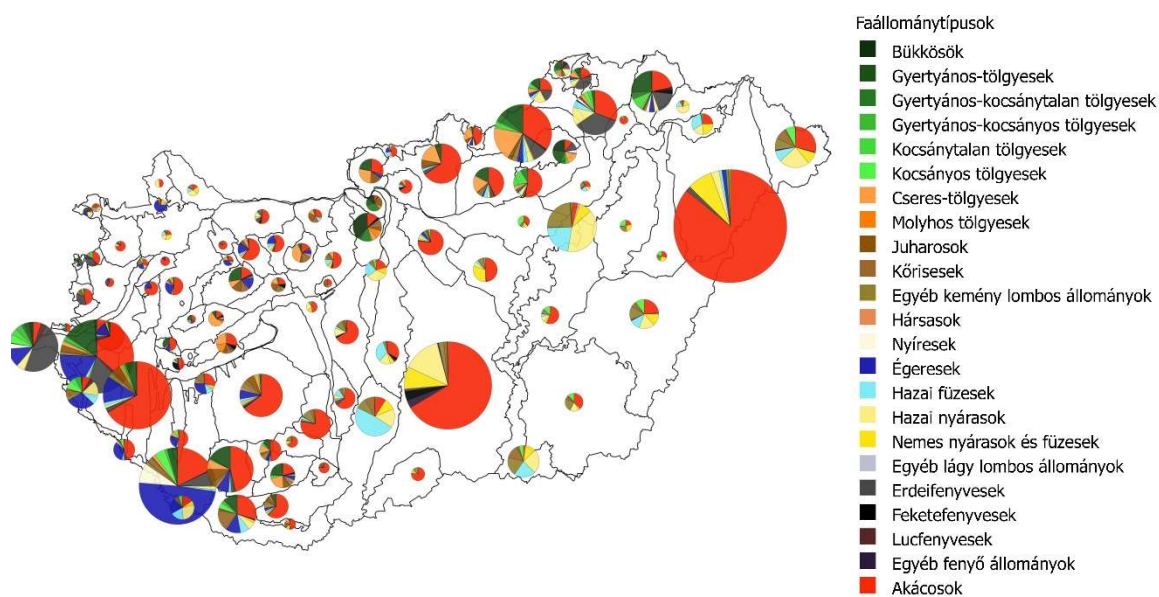 Faállománytípusok
Bükkösök
Gyertyános-tölgyesek
Gyertyános-kocsánytalan tölgyesek
Gyertyános-kocsányos tölgyesek
Kocsánytalan tölgyesek
Kocsányos tölgyesek
Cseres-tölgyesek
Molyhos tölgyesek
Juharosok
Kőrisesek
Egyéb kemény lombos állományok
Hársasok
Nyíresek
Égeresek
Hazai füzesek
Hazai nyárasok
Nemes nyárasok és füzesek
Egyéb lágy lombos állományok
Erdeifenyvesek
Feketefenyvesek
Lucfenyvesek
Egyéb fenyő állományok
Akácosok